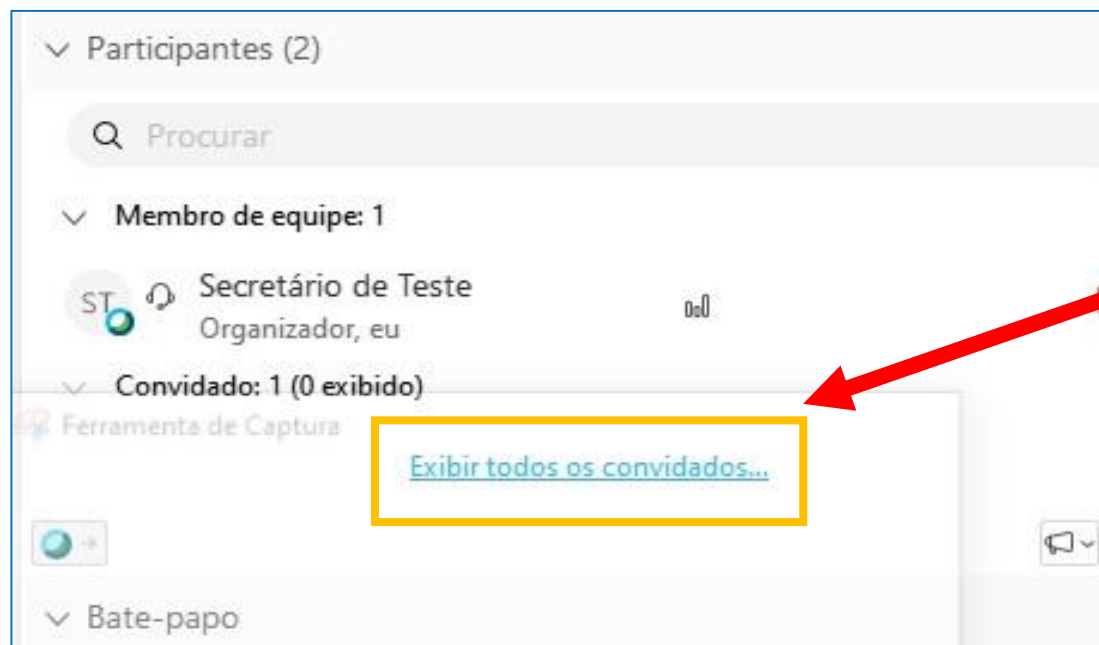 Participantes (2)
Procurar
Membro de equipe: 1
ST
Secretário de Teste
Organizador, eu
Convidado: 1 (0 exibido)
Ferramenta de Captura
Exibir todos os convidados...
Bate-papo